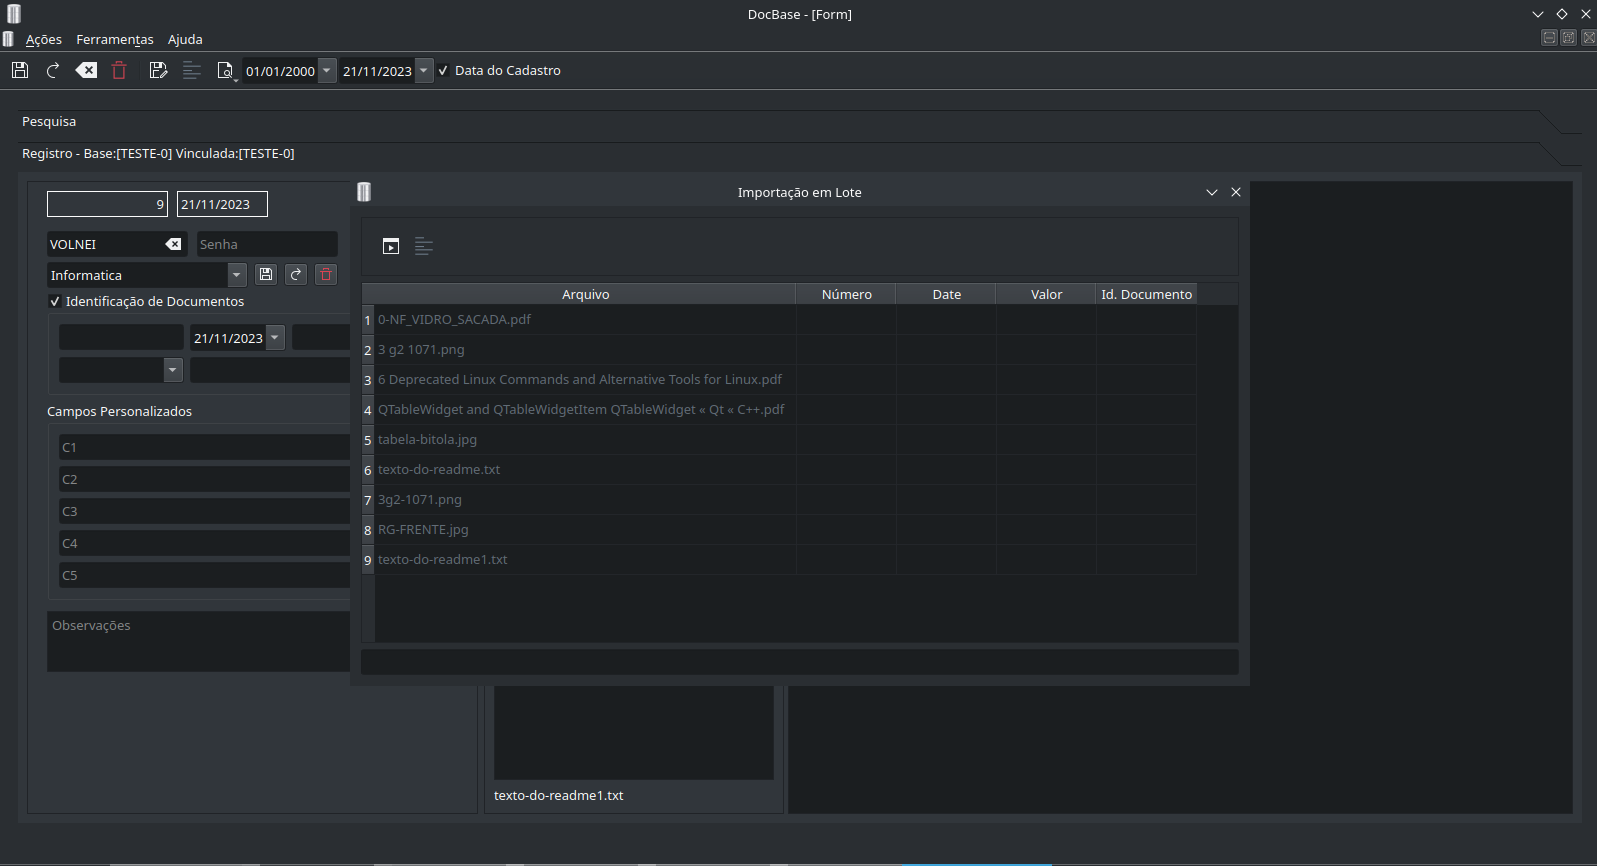 DocBase - [Form]
Ações Ferramentas Ajuda
01/01/2000 21/11/2023 Data do Cadastro
Pesquisa
Registro - Base:[TESTE-0] Vinculada:[TESTE-0]
9 21/11/2023
VOLNEI Senha
Informatica
Identificação de Documentos
21/11/2023
Campos Personalizados
C1
C2
C3
C4
C5
Observações
Importação em Lote
Arquivo Número Date Valor Id. Documento
1 0-NF_VIDRO_SACADA.pdf
2 3 g2 1071.png
3 6 Deprecated Linux Commands and Alternative Tools for Linux.pdf
4 QTableWidget and QTableWidgetItem QTableWidget « Qt « C++.pdf
5 tabela-bitola.jpg
6 texto-do-readme.txt
7 3g2-1071.png
8 RG-FRENTE.jpg
9 texto-do-readme1.txt
texto-do-readme1.txt